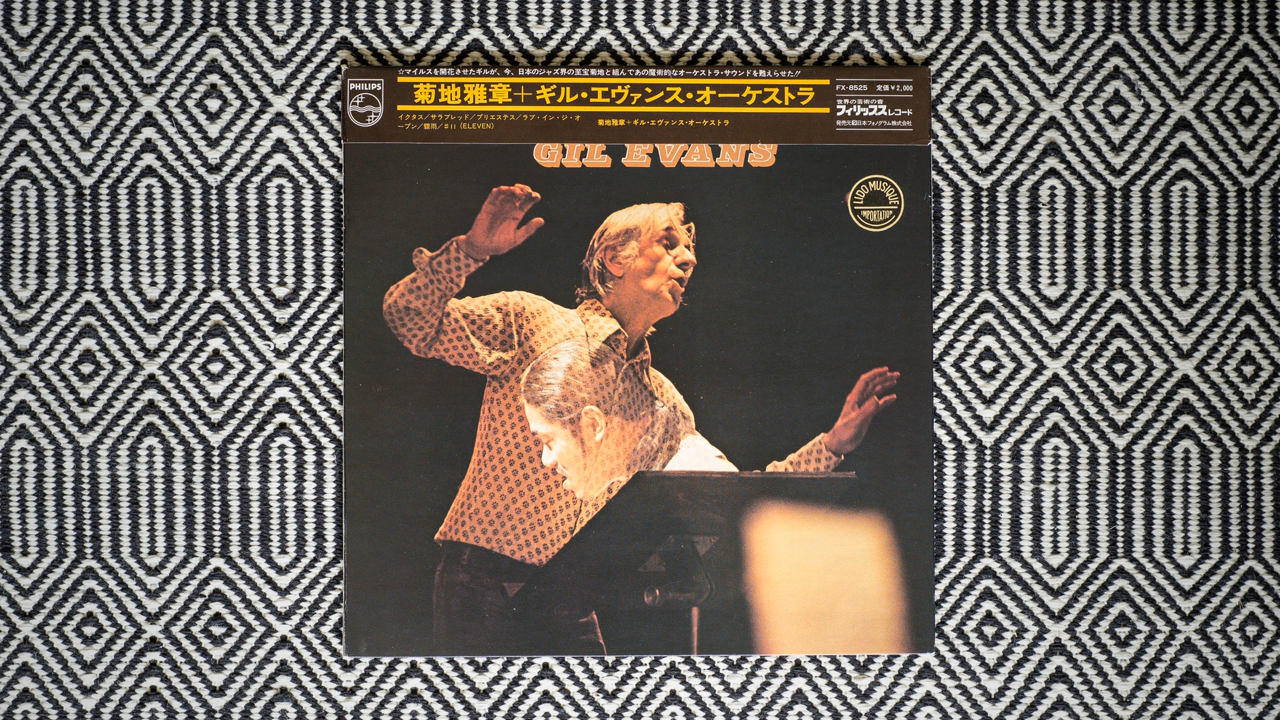 ☆マイルスを開花させたギルが、今、日本のジャズ界の至宝菊地と組んであの魔術的なオーケストラ・サウンドを甦えらせた!!
PHILIPS
菊地雅章+ギル・エヴァンス・オーケストラ
イクタス/サラブレッド/プリエステス/ラブ・イン・ジ・オ
ープン/驟雨/#11(ELEVEN)
菊地雅章+ギル・エヴァンス・オーケストラ
FX-8525 定価¥2,000
世界の芸術の音
フィリップスレコード
発売元 日本フォノグラム株式会社
GIL EVANS
LIDO MUSIQUE
IMPORTATION